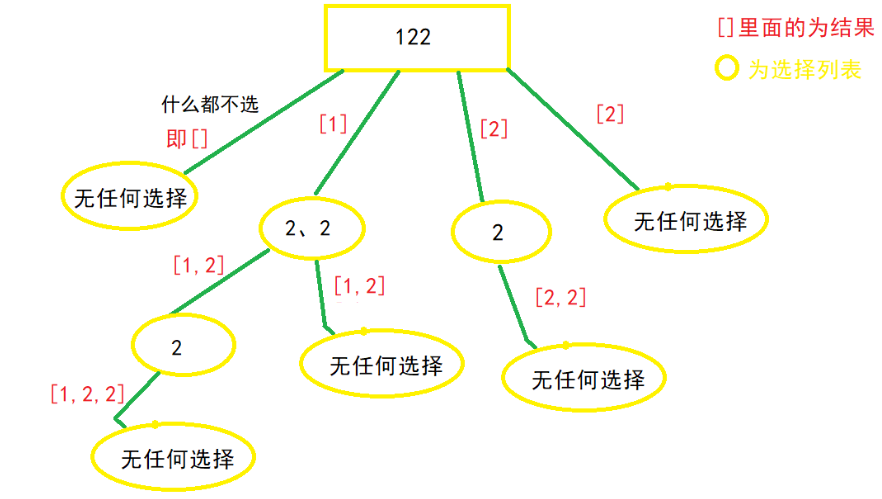 122
[]里面的为结果
为选择列表
什么都不选
即[]
[1]
[2]
[2]
无任何选择
2、2
2
无任何选择
[1,2]
[1,2]
[2,2]
2
无任何选择
无任何选择
[1,2,2]
无任何选择